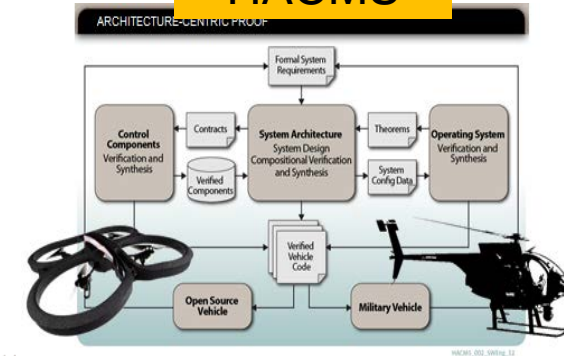 HACMS
ARCHITECTURE-CENTRIC PROOF
Formal System
Requirements
Control
Components
Verification and
Synthesis
Contracts
Verified
Components
System Architecture
System Design
Compositional Verification
and Synthesis
Theorems
System
Config Data
Operating System
Verification and
Synthesis
Verified
Vehicle
Code
Open Source
Vehicle
Military Vehicle